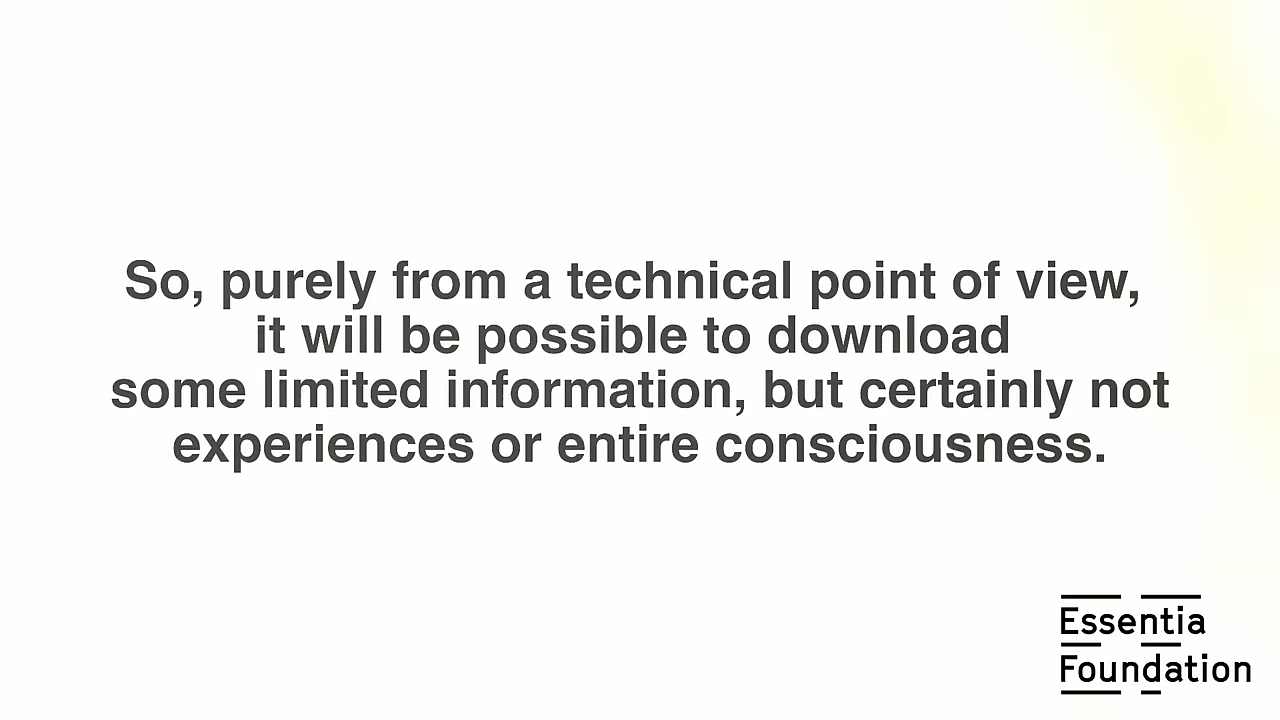 So, purely from a technical point of view,
it will be possible to download
some limited information, but certainly not
experiences or entire consciousness.
Essentia
Foundation